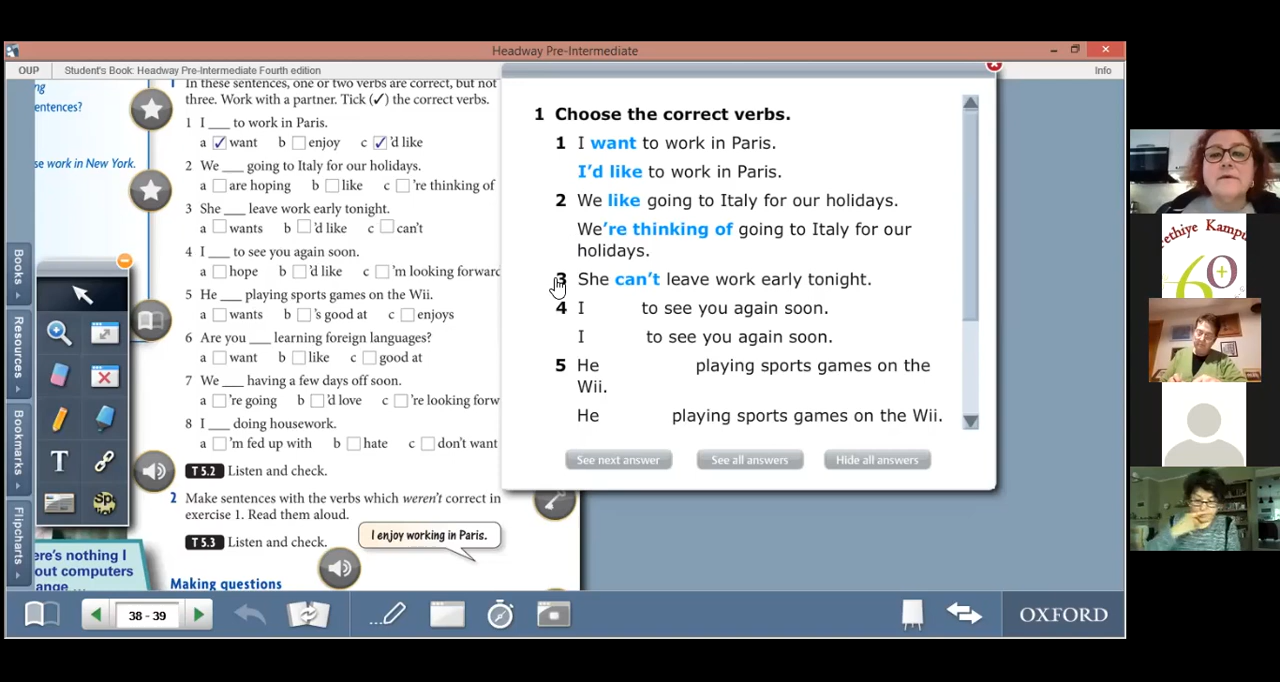 Headway Pre-Intermediate
OUP
Student's Book: Headway Pre-Intermediate Fourth edition
Info
ng
entences?
se work in New York.
1 In these sentences, one or two verbs are correct, but not
three. Work with a partner. Tick (✓) the correct verbs.
1 I ___ to work in Paris.
a ✓ want b enjoy c ✓ 'd like
2 We ___ going to Italy for our holidays.
a are hoping b like c 're thinking of
3 She ___ leave work early tonight.
a wants b 'd like c can't
4 I ___ to see you again soon.
a hope b 'd like c 'm looking forward
5 He ___ playing sports games on the Wii.
a wants b 's good at c enjoys
6 Are you ___ learning foreign languages?
a want b like c good at
7 We ___ having a few days off soon.
a 're going b 'd love c 're looking forw
8 I ___ doing housework.
a 'm fed up with b hate c don't want
T 5.2 Listen and check.
2 Make sentences with the verbs which weren't correct in
exercise 1. Read them aloud.
I enjoy working in Paris.
T 5.3 Listen and check.
Making questions
ere's nothing I
out computers
ange ...
Books
Resources
Bookmarks
Flipcharts
T
Sp
1 Choose the correct verbs.
1 I want to work in Paris.
I'd like to work in Paris.
2 We like going to Italy for our holidays.
We're thinking of going to Italy for our
holidays.
3 She can't leave work early tonight.
4 I to see you again soon.
I to see you again soon.
5 He playing sports games on the
Wii.
He playing sports games on the Wii.
See next answer
See all answers
Hide all answers
38 - 39
OXFORD
ethiye Kampu
60+